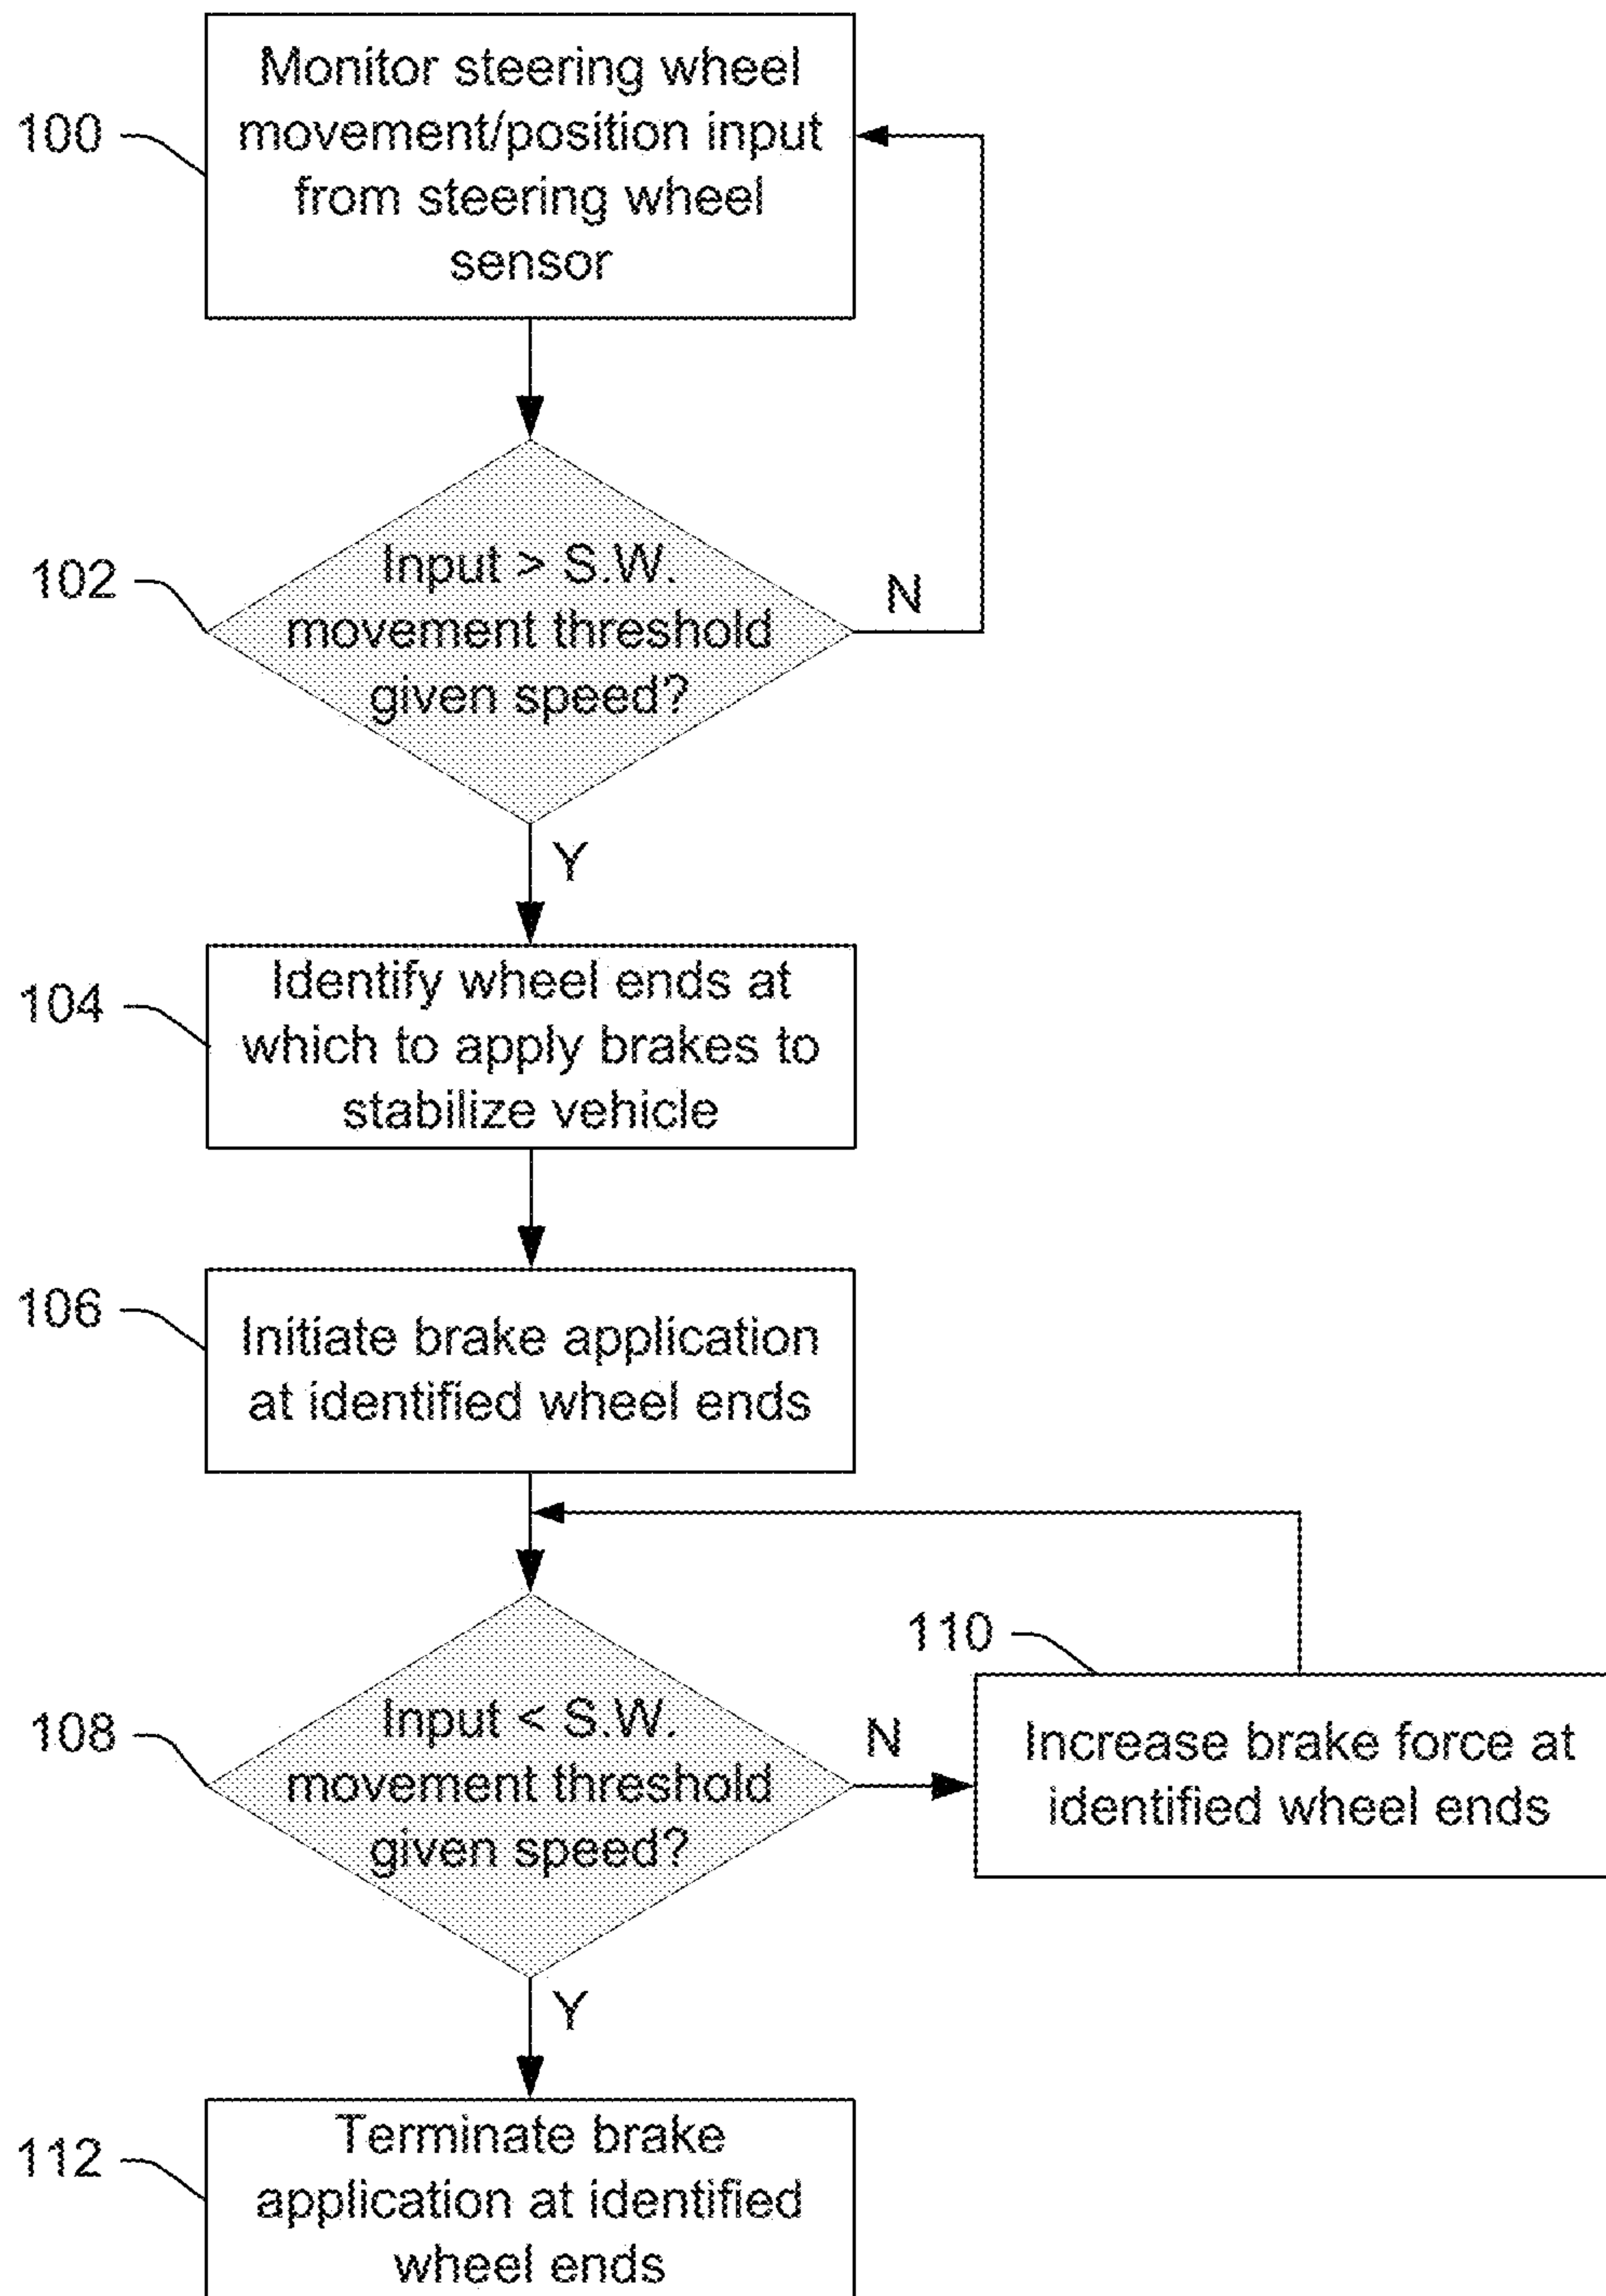 Monitor steering wheel
movement/position input
from steering wheel
sensor
100
Input > S.W.
movement threshold
given speed?
102
N
Y
Identify wheel ends at
which to apply brakes to
stabilize vehicle
104
Initiate brake application
at identified wheel ends
106
Input < S.W.
movement threshold
given speed?
108
N
110
Increase brake force at
identified wheel ends
Y
Terminate brake
application at identified
wheel ends
112